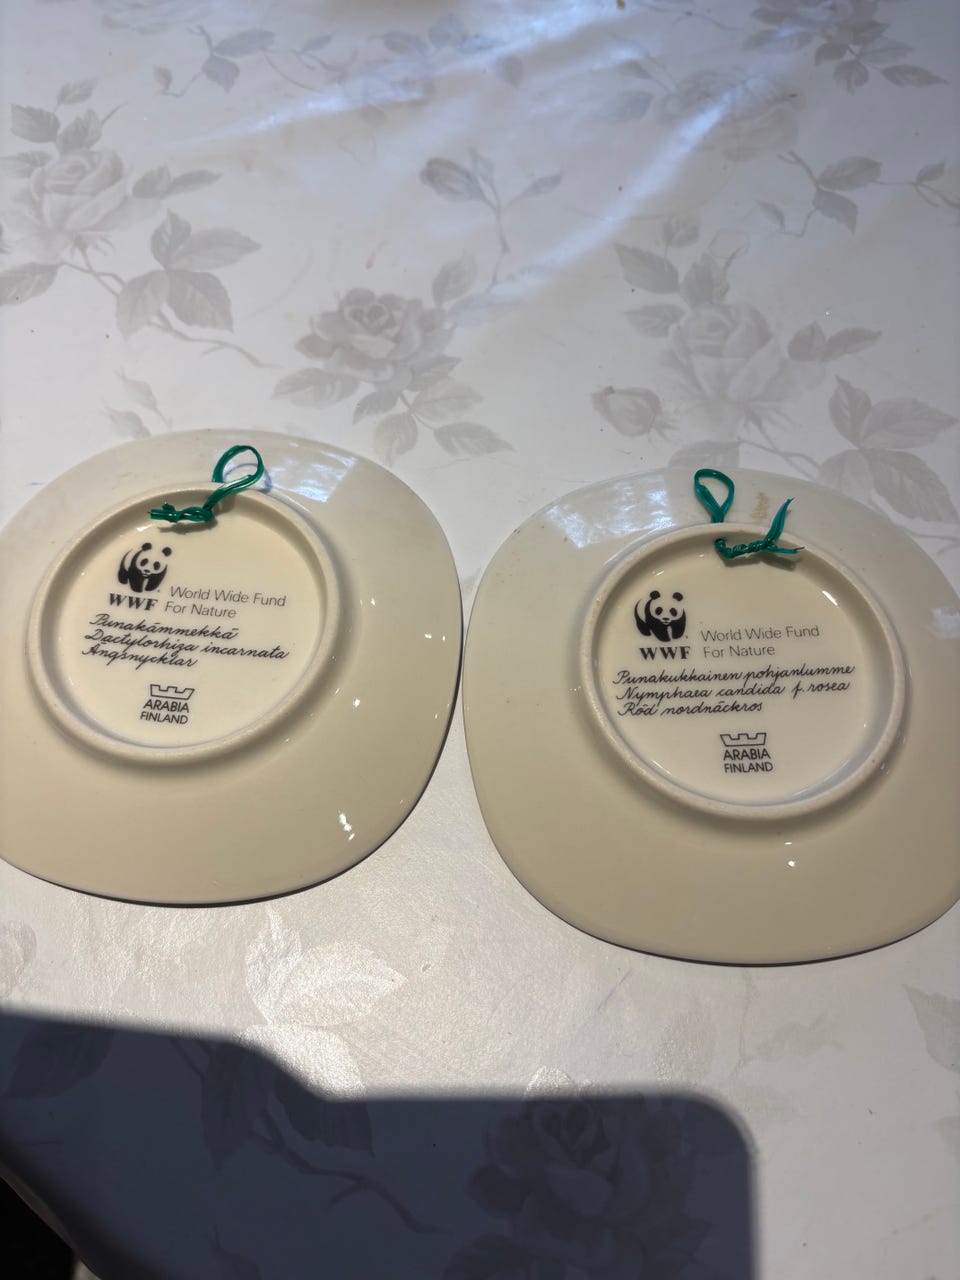 WWF
World Wide Fund
For Nature
Punakämmekkä
Dactylorhiza incarnata
Ängsnycklar
ARABIA
FINLAND
WWF
World Wide Fund
For Nature
Punakukkainen pohjanlumme
Nymphaea candida f. rosea
Röd nordnäckros
ARABIA
FINLAND